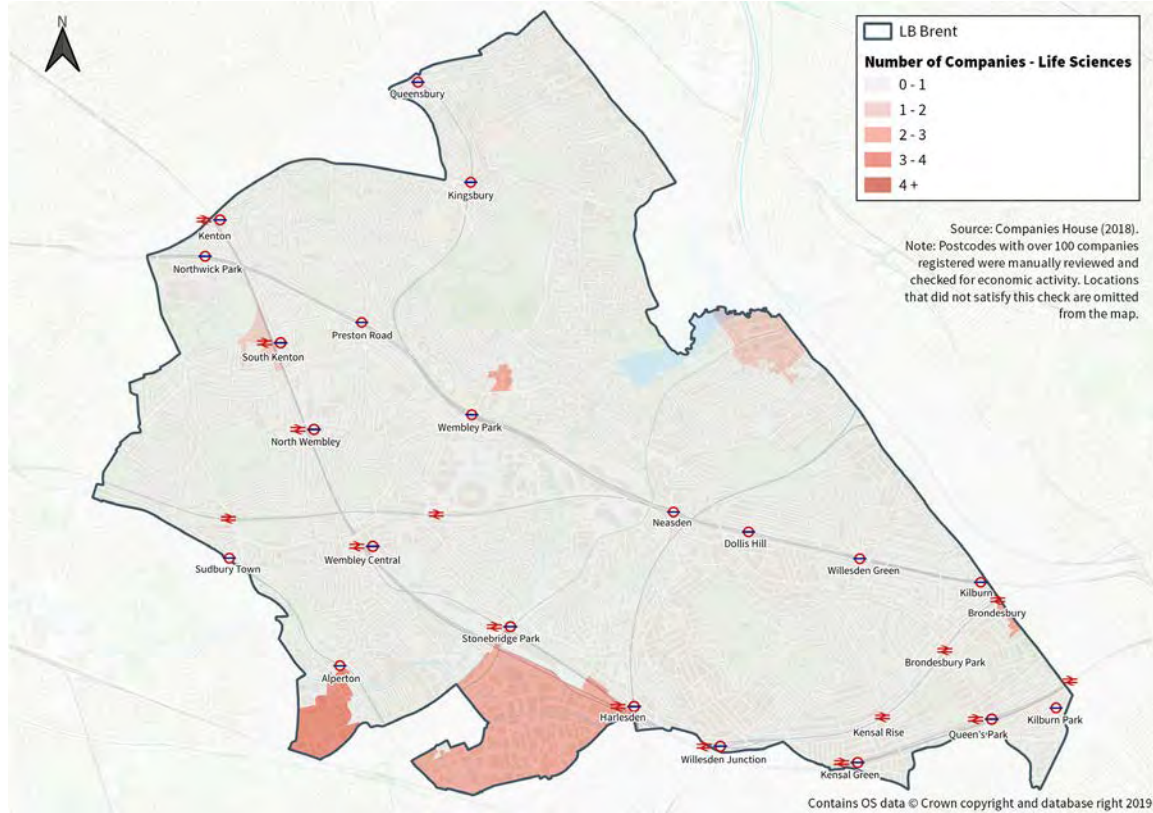 N
LB Brent
Number of Companies - Life Sciences
0 - 1
1 - 2
2 - 3
3 - 4
4 +
Source: Companies House (2018).
Note: Postcodes with over 100 companies
registered were manually reviewed and
checked for economic activity. Locations
that did not satisfy this check are omitted
from the map.
Queensbury
Kingsbury
Kenton
Northwick Park
Preston Road
South Kenton
Wembley Park
North Wembley
Neasden
Dollis Hill
Wembley Central
Sudbury Town
Willesden Green
Kilburn
Brondesbury
Stonebridge Park
Brondesbury Park
Alperton
Harlesden
Kilburn Park
Kensal Rise
Queen's Park
Willesden Junction
Kensal Green
Contains OS data © Crown copyright and database right 2019